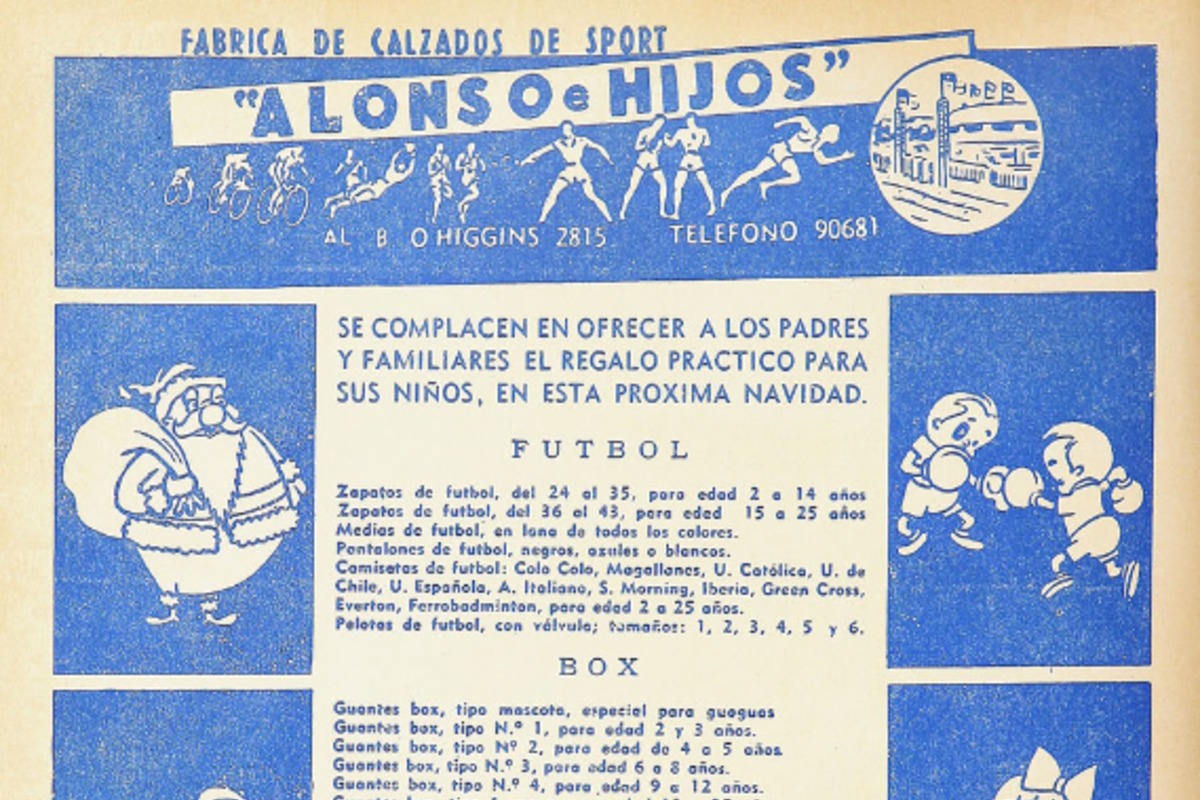 FABRICA DE CALZADOS DE SPORT
"ALONSO e HIJOS"
AL B O HIGGINS 2815 TELEFONO 90681
SE COMPLACEN EN OFRECER A LOS PADRES
Y FAMILIARES EL REGALO PRACTICO PARA
SUS NIÑOS, EN ESTA PROXIMA NAVIDAD.
FUTBOL
Zapatos de futbol, del 24 al 35, para edad 2 a 14 años
Zapatos de futbol, del 36 al 43, para edad 15 a 25 años
Medias de futbol, en lana de todos los colores.
Pantalones de futbol, negros, azules o blancos.
Camisetas de futbol: Colo Colo, Magallanes, U. Católica, U. de
Chile, U. Española, A. Italiano, S. Morning, Iberia, Green Cross,
Everton, Ferrobadminton, para edad 2 a 25 años.
Pelotas de futbol, con válvula; tamaños: 1, 2, 3, 4, 5 y 6.
BOX
Guantes box, tipo mascota, especial para guaguas
Guantes box, tipo N.º 1, para edad 2 y 3 años.
Guantes box, tipo Nº 2, para edad de 4 a 5 años
Guantes box, tipo N.º 3, para edad 6 a 8 años.
Guantes box, tipo N.º 4, para edad 9 a 12 años.